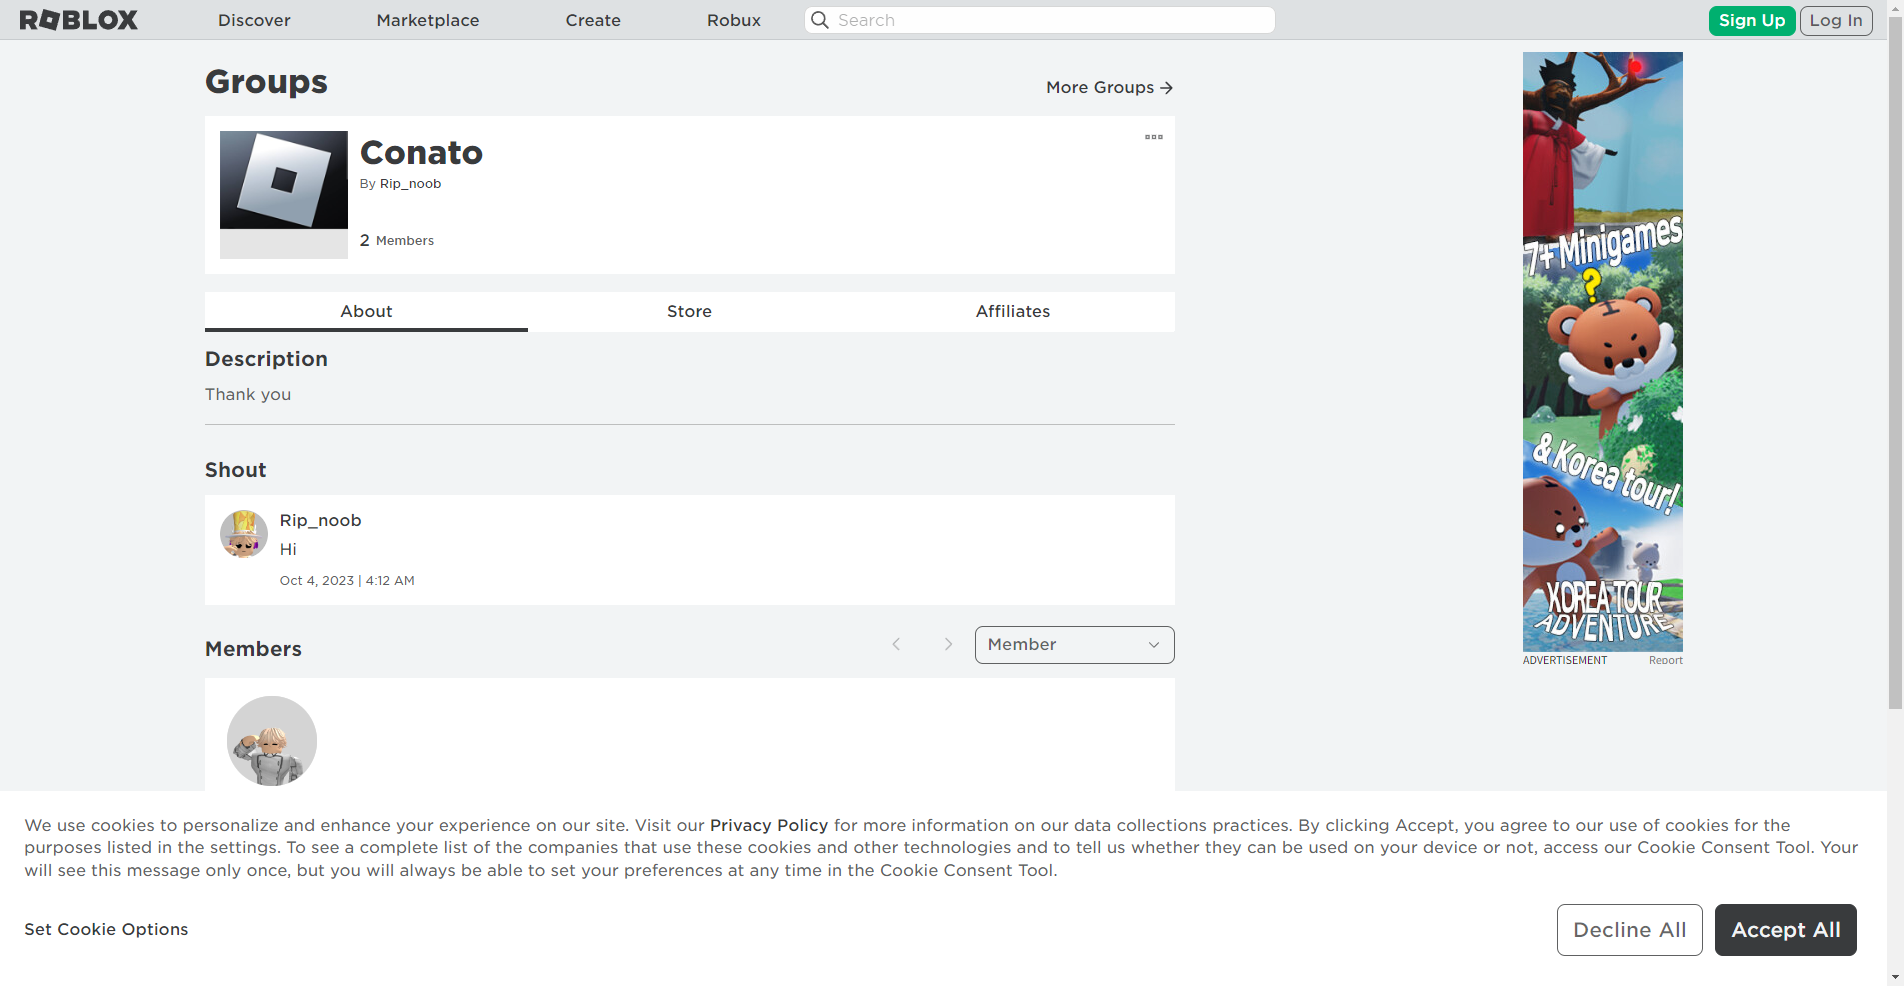 ROBLOX Discover Marketplace Create Robux Search Sign Up Log In
Groups
More Groups
Conato
By Rip_noob
2 Members
About Store Affiliates
Description
Thank you
Shout
Rip_noob
Hi
Oct 4, 2023 | 4:12 AM
Members
Member
7+ Minigames
?
& Korea tour!
KOREA TOUR
ADVENTURE
ADVERTISEMENT Report
We use cookies to personalize and enhance your experience on our site. Visit our Privacy Policy for more information on our data collections practices. By clicking Accept, you agree to our use of cookies for the
purposes listed in the settings. To see a complete list of the companies that use these cookies and other technologies and to tell us whether they can be used on your device or not, access our Cookie Consent Tool. Your
will see this message only once, but you will always be able to set your preferences at any time in the Cookie Consent Tool.
Set Cookie Options
Decline All
Accept All